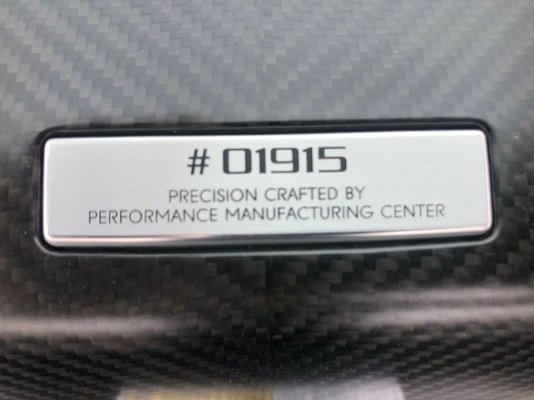 # 01915
PRECISION CRAFTED BY
PERFORMANCE MANUFACTURING CENTER